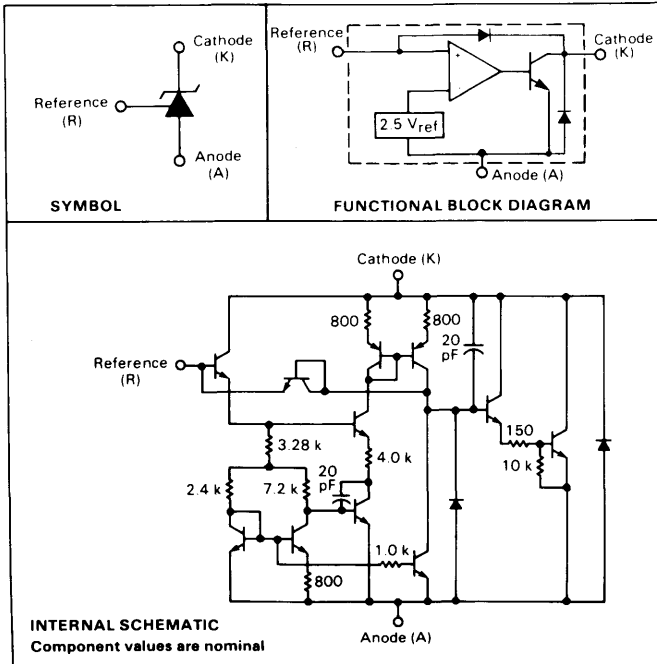 Cathode
(K)
Reference
(R)
Anode
(A)
SYMBOL
Reference
(R)
Cathode
(K)
+
-
2.5 Vref
Anode (A)
FUNCTIONAL BLOCK DIAGRAM
Cathode (K)
800
800
20
pF
Reference
(R)
3.28 k
4.0 k
150
10 k
2.4 k
7.2 k
20
pF
1.0 k
800
Anode (A)
INTERNAL SCHEMATIC
Component values are nominal